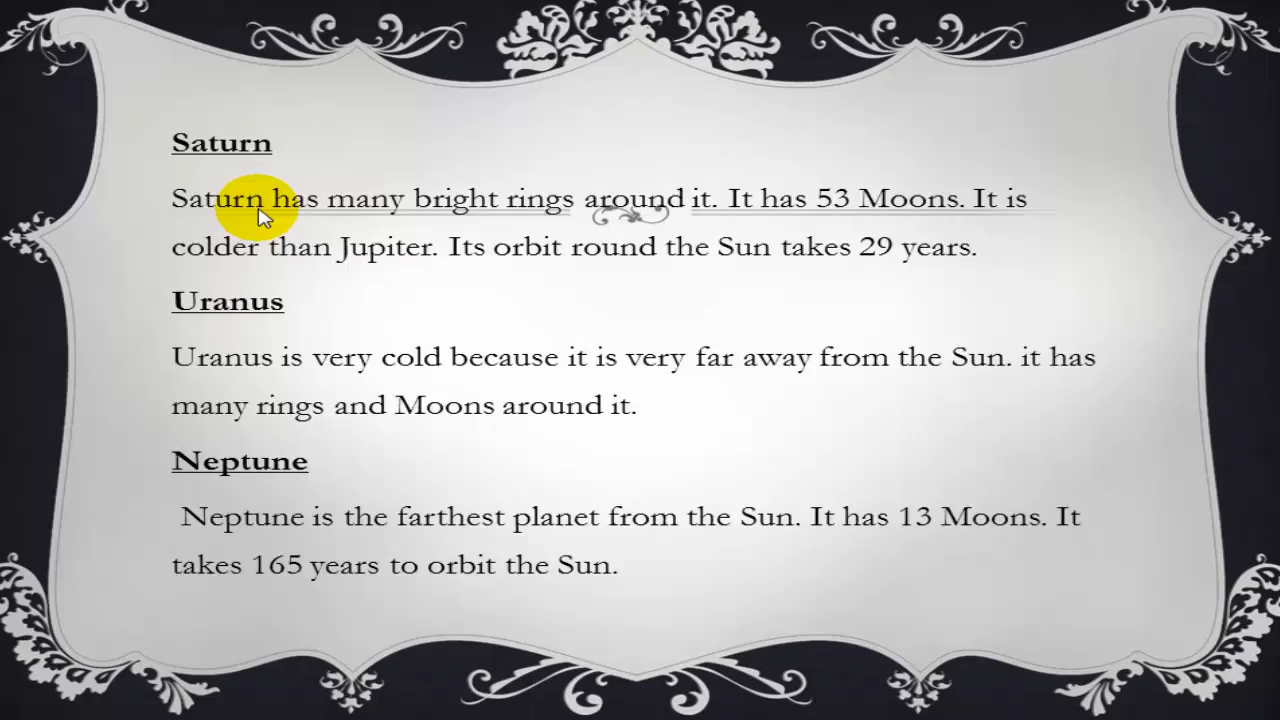 Saturn
Saturn has many bright rings around it. It has 53 Moons. It is
colder than Jupiter. Its orbit round the Sun takes 29 years.
Uranus
Uranus is very cold because it is very far away from the Sun. it has
many rings and Moons around it.
Neptune
Neptune is the farthest planet from the Sun. It has 13 Moons. It
takes 165 years to orbit the Sun.